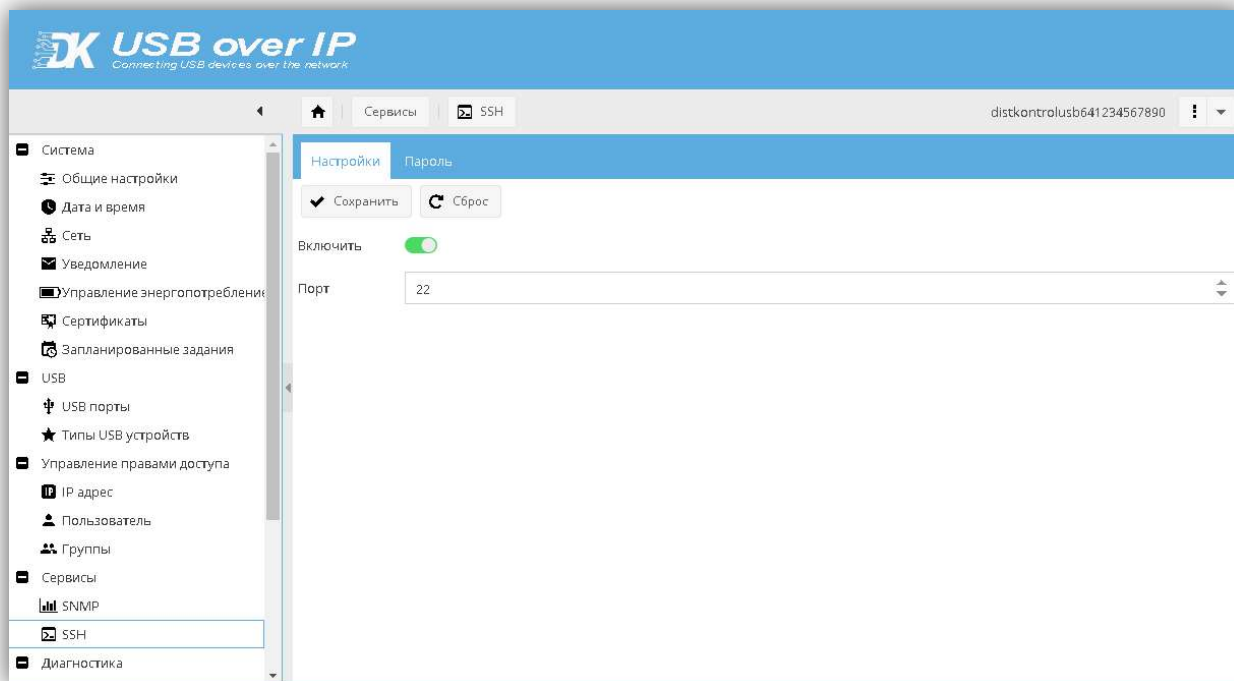 DK USB over IP
Connecting USB devices over the network
Сервисы
SSH
distkontrolusb641234567890
Система
Общие настройки
Дата и время
Сеть
Уведомление
Управление энергопотребление
Сертификаты
Запланированные задания
USB
USB порты
Типы USB устройств
Управление правами доступа
IP
IP адрес
Пользователь
Группы
Сервисы
SNMP
SSH
Диагностика
Настройки
Пароль
Сохранить
Сброс
Включить
Порт
22